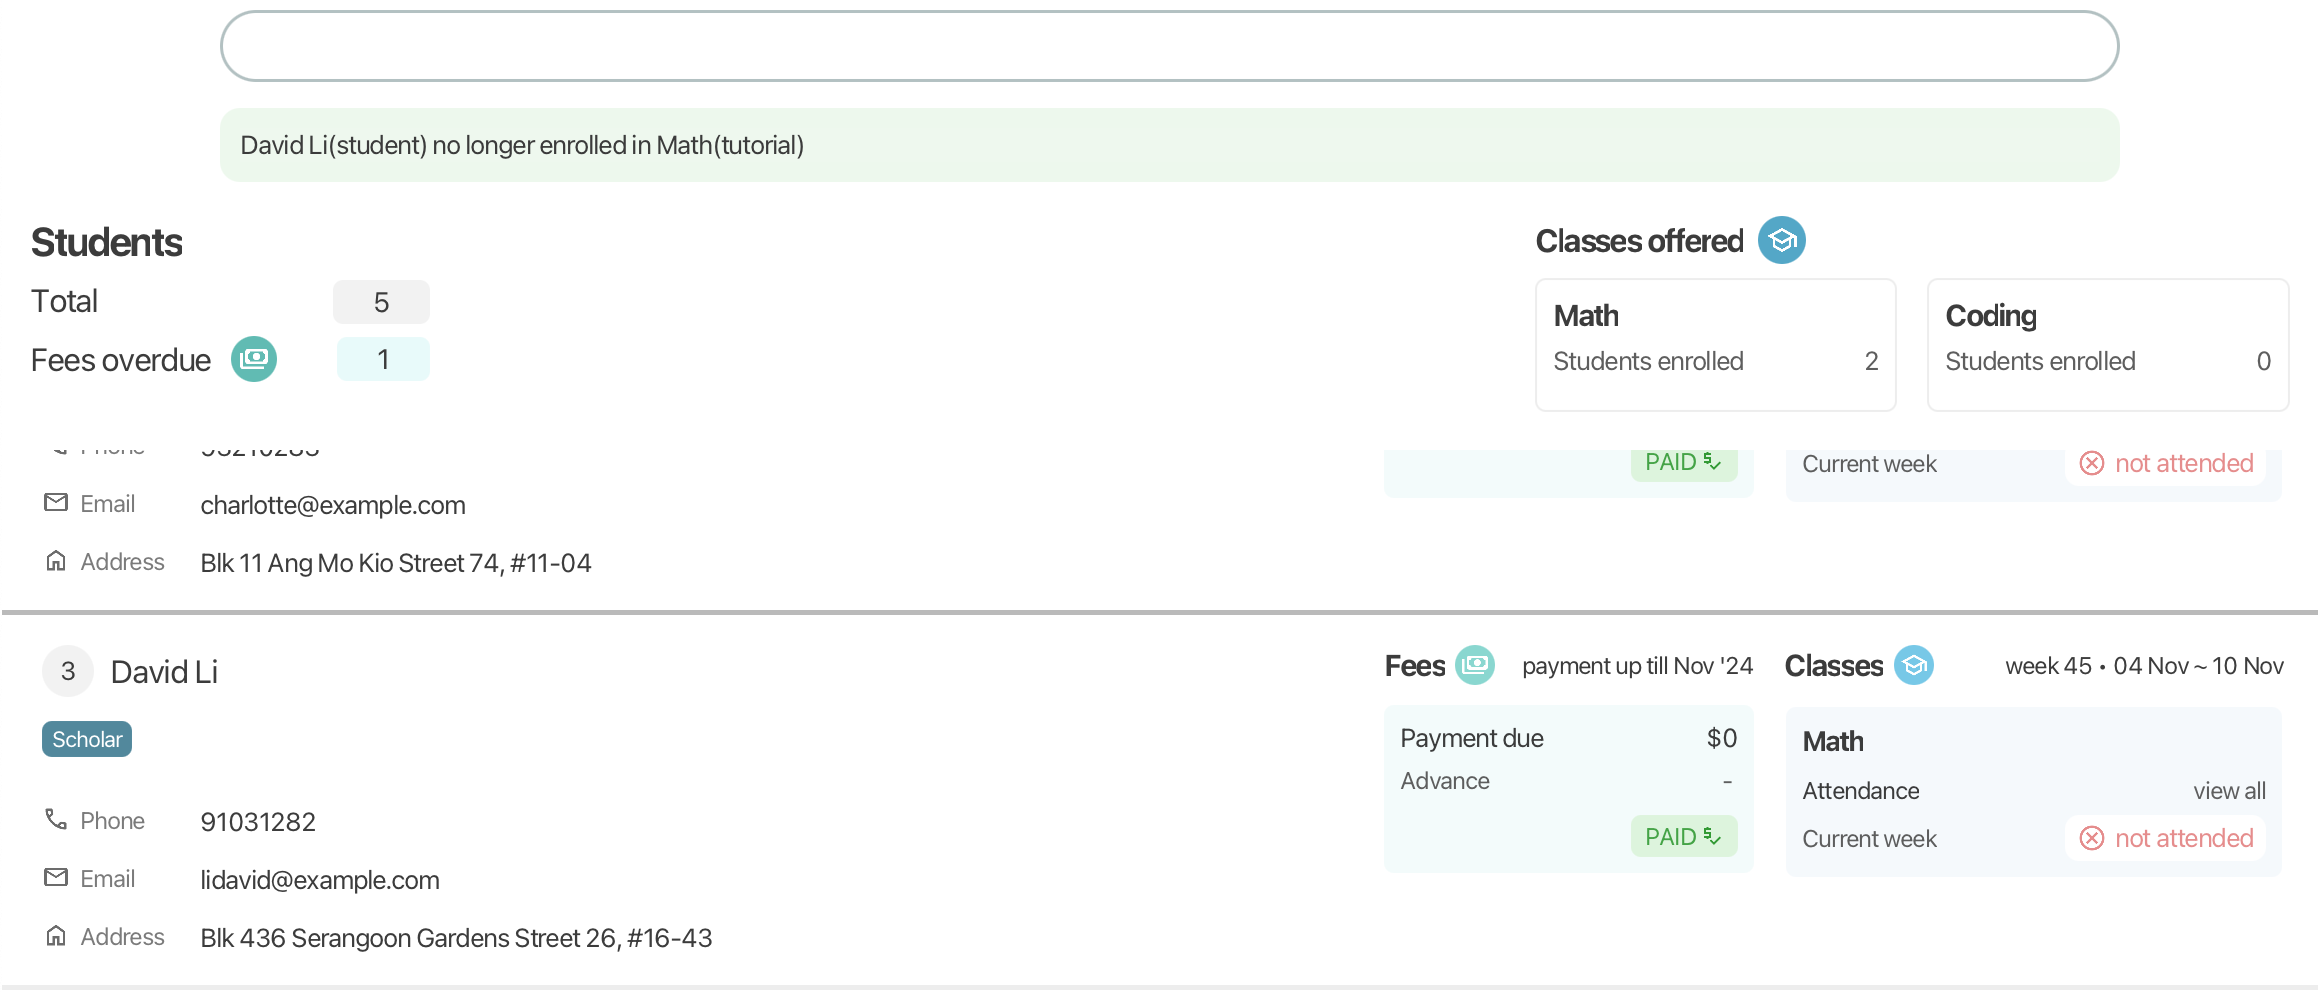 David Li(student) no longer enrolled in Math(tutorial)
Students
Total 5
Fees overdue 1
Classes offered
Math
Students enrolled 2
Coding
Students enrolled 0
Phone
Email charlotte@example.com
Address Blk 11 Ang Mo Kio Street 74, #11-04
PAID
Current week not attended
3 David Li
Scholar
Phone 91031282
Email lidavid@example.com
Address Blk 436 Serangoon Gardens Street 26, #16-43
Fees payment up till Nov '24
Payment due $0
Advance -
PAID
Classes week 45 • 04 Nov ~ 10 Nov
Math
Attendance view all
Current week not attended